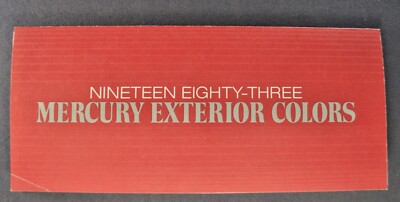 NINETEEN EIGHTY-THREE
MERCURY EXTERIOR COLORS